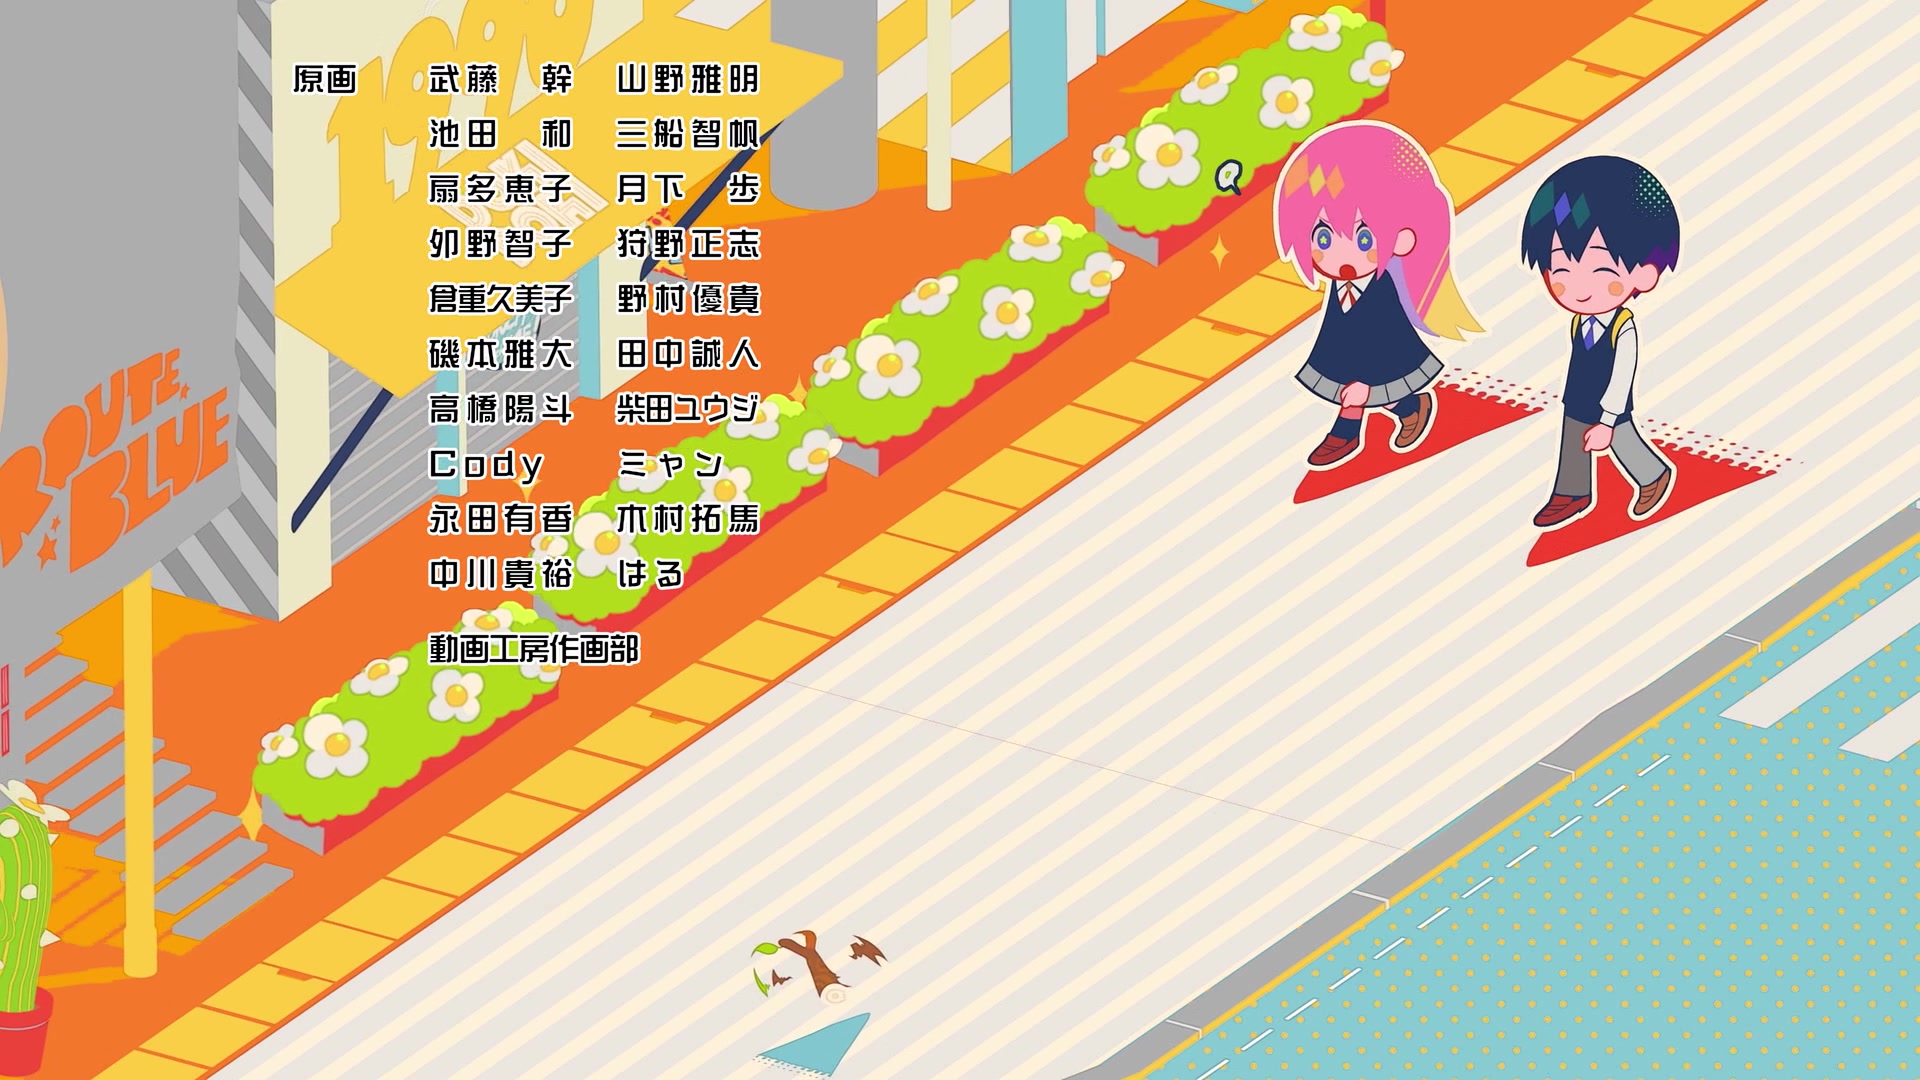 原画 武藤 幹 山野雅明
池田 和 三船智帆
扇多恵子 月下 歩
夘野智子 狩野正志
倉重久美子 野村優貴
磯本雅大 田中誠人
高橋陽斗 柴田ユウジ
Cody ミャン
永田有香 木村拓馬
中川貴裕 はる
動画工房作画部
1990
ROUTE
BLUE